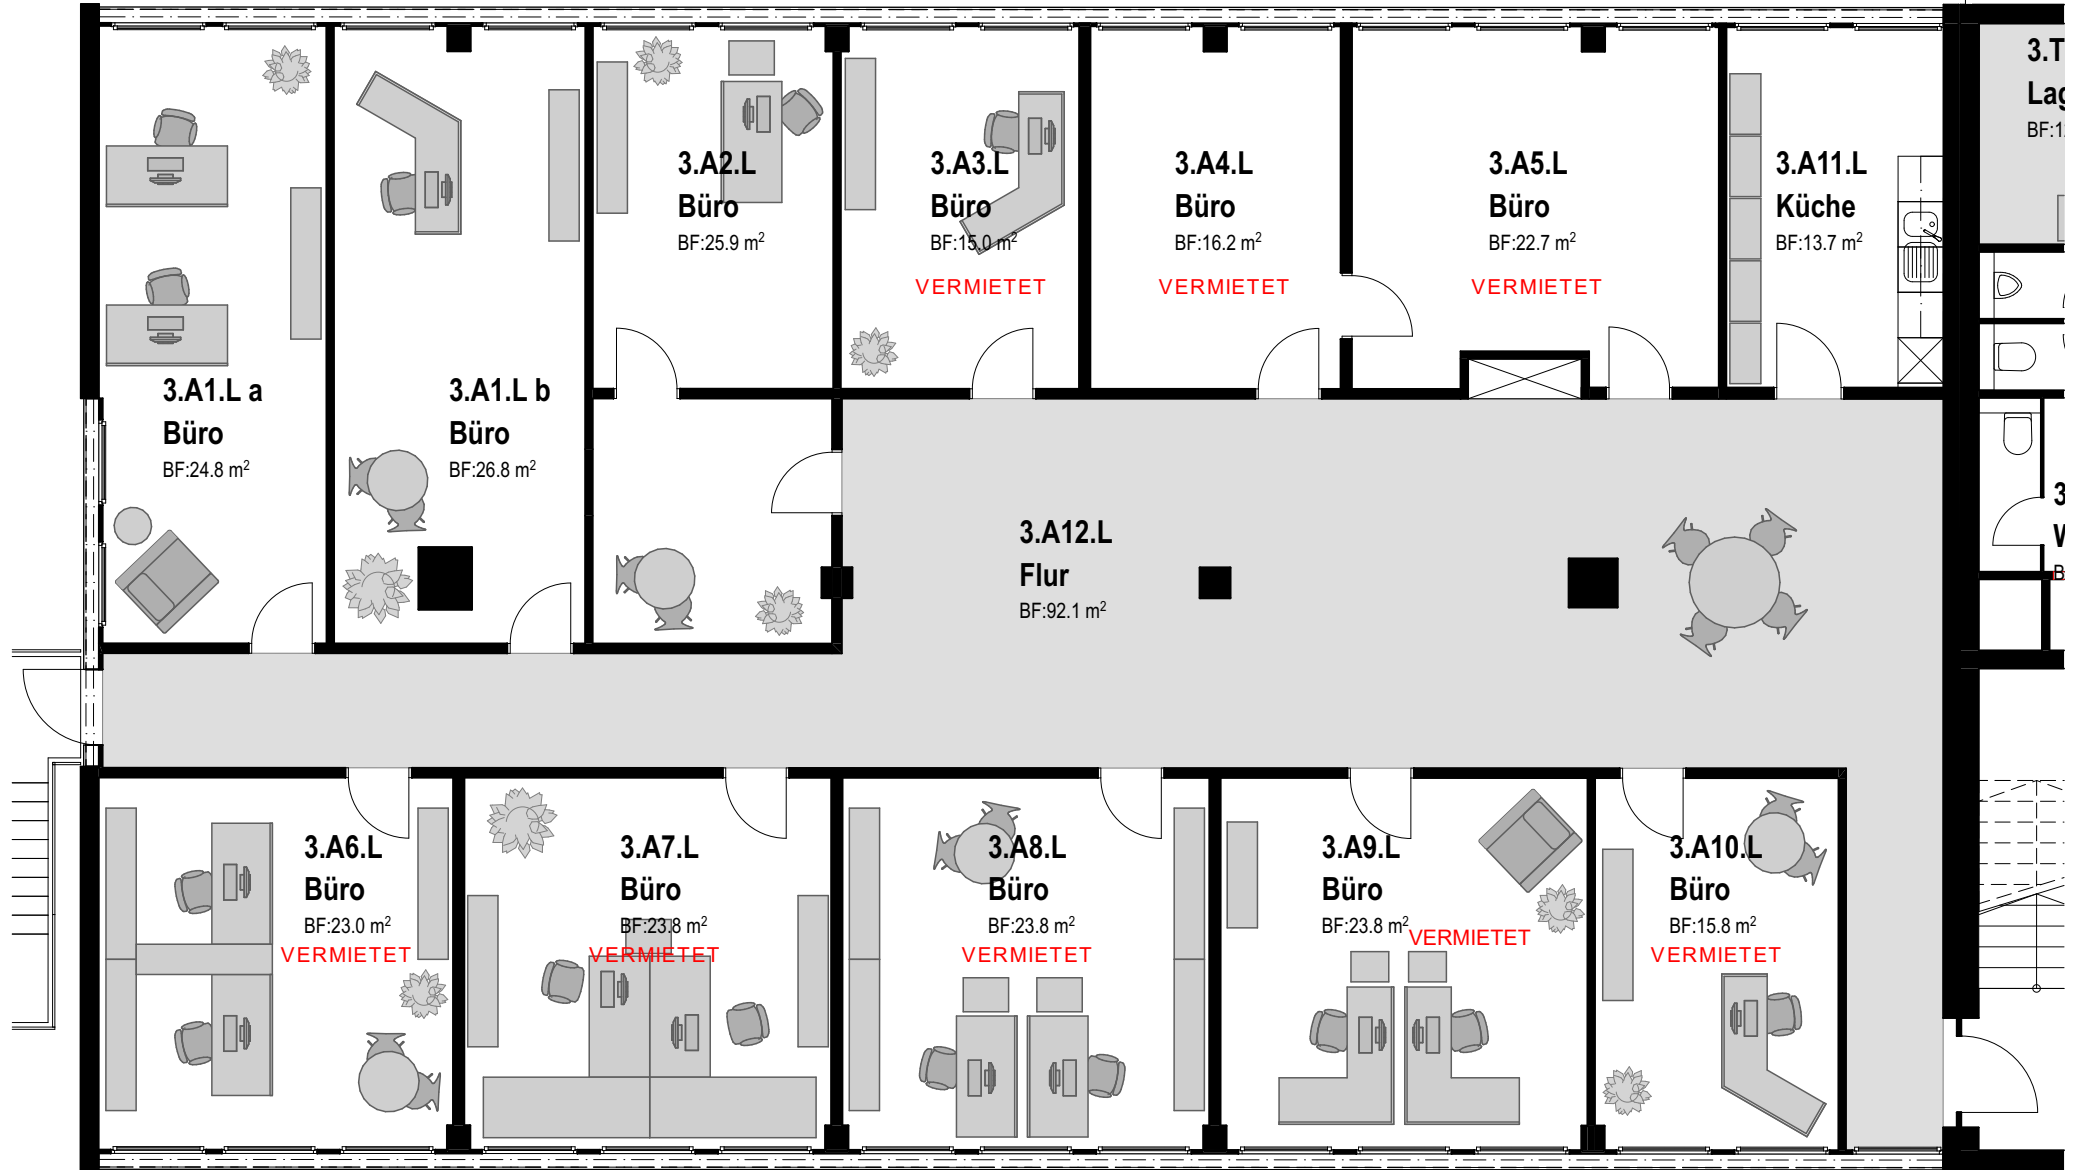 3.A1.L a
Büro
BF:24.8 m²
3.A1.L b
Büro
BF:26.8 m²
3.A2.L
Büro
BF:25.9 m²
3.A3.L
Büro
BF:15.0 m²
VERMIETET
3.A4.L
Büro
BF:16.2 m²
VERMIETET
3.A5.L
Büro
BF:22.7 m²
VERMIETET
3.A11.L
Küche
BF:13.7 m²
3.T
Lag
BF:1
3.A12.L
Flur
BF:92.1 m²
3
3.A6.L
Büro
BF:23.0 m²
VERMIETET
3.A7.L
Büro
BF:23.8 m²
VERMIETET
3.A8.L
Büro
BF:23.8 m²
VERMIETET
3.A9.L
Büro
BF:23.8 m²
VERMIETET
3.A10.L
Büro
BF:15.8 m²
VERMIETET